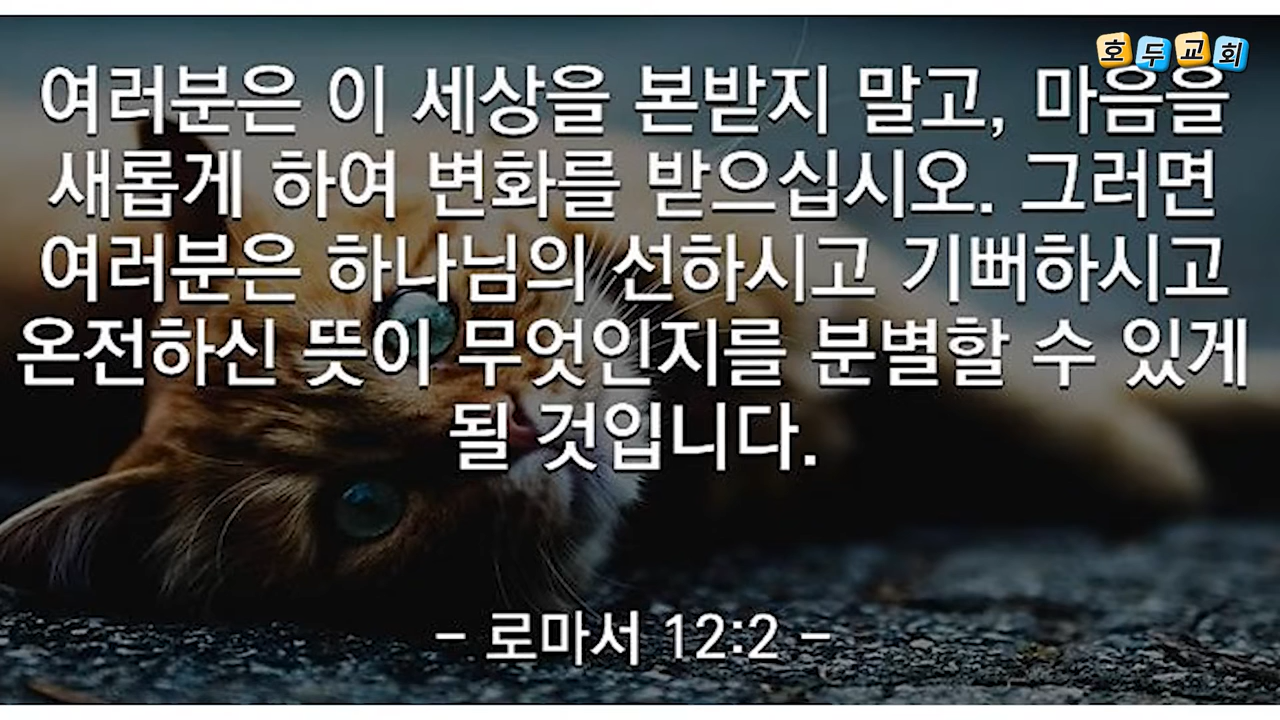 호두교회
여러분은 이 세상을 본받지 말고, 마음을
새롭게 하여 변화를 받으십시오. 그러면
여러분은 하나님의 선하시고 기뻐하시고
온전하신 뜻이 무엇인지를 분별할 수 있게
될 것입니다.
- 로마서 12:2 -